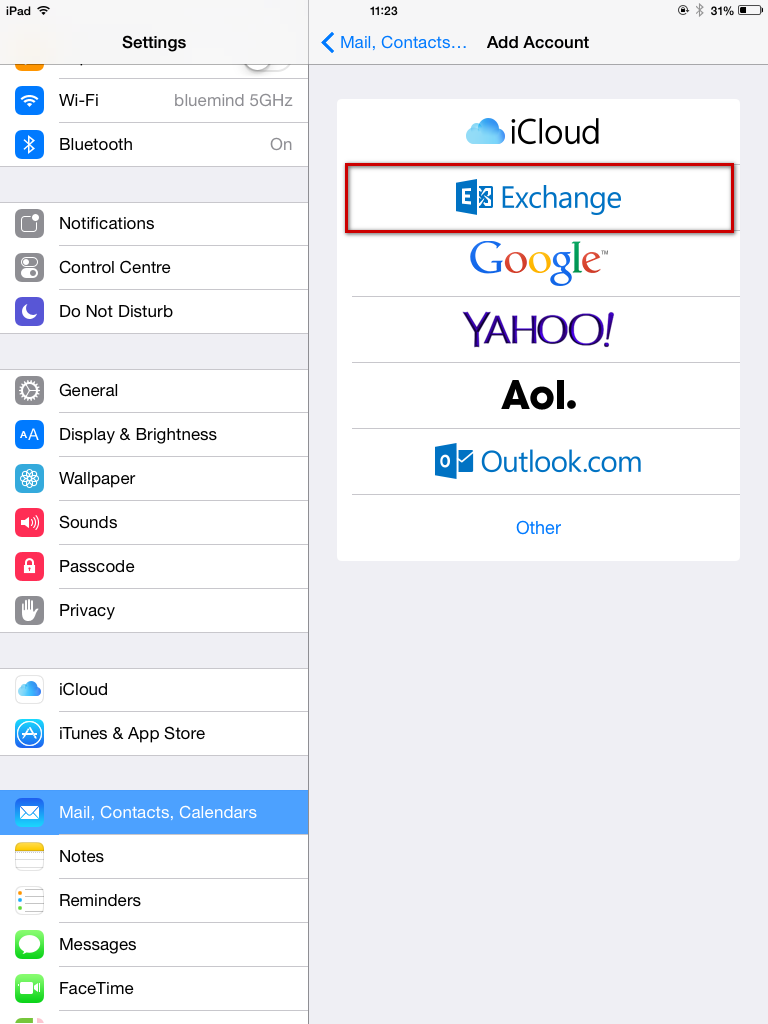 iPad
11:23
31%
Settings
Mail, Contacts...
Add Account
Wi-Fi
bluemind 5GHz
Bluetooth
On
Notifications
Control Centre
Do Not Disturb
General
AA
Display & Brightness
Wallpaper
Sounds
Passcode
Privacy
iCloud
iTunes & App Store
Mail, Contacts, Calendars
Notes
Reminders
Messages
FaceTime
iCloud
E Exchange
Google™
YAHOO!
Aol.
o Outlook.com
Other